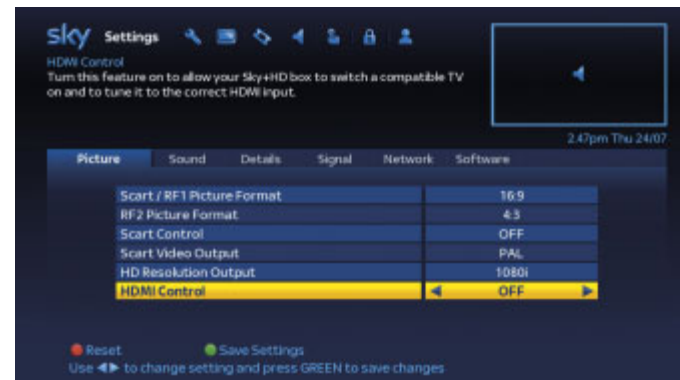 sky Settings
HDMI Control
Turn this feature on to allow your Sky+HD box to switch a compatible TV
on and to tune it to the correct HDMI input.
2.47pm Thu 24/07
Picture Sound Details Signal Network Software
Scart / RF1 Picture Format 16:9
RF2 Picture Format 4:3
Scart Control OFF
Scart Video Output PAL
HD Resolution Output 1080i
HDMI Control OFF
Reset Save Settings
Use to change setting and press GREEN to save changes